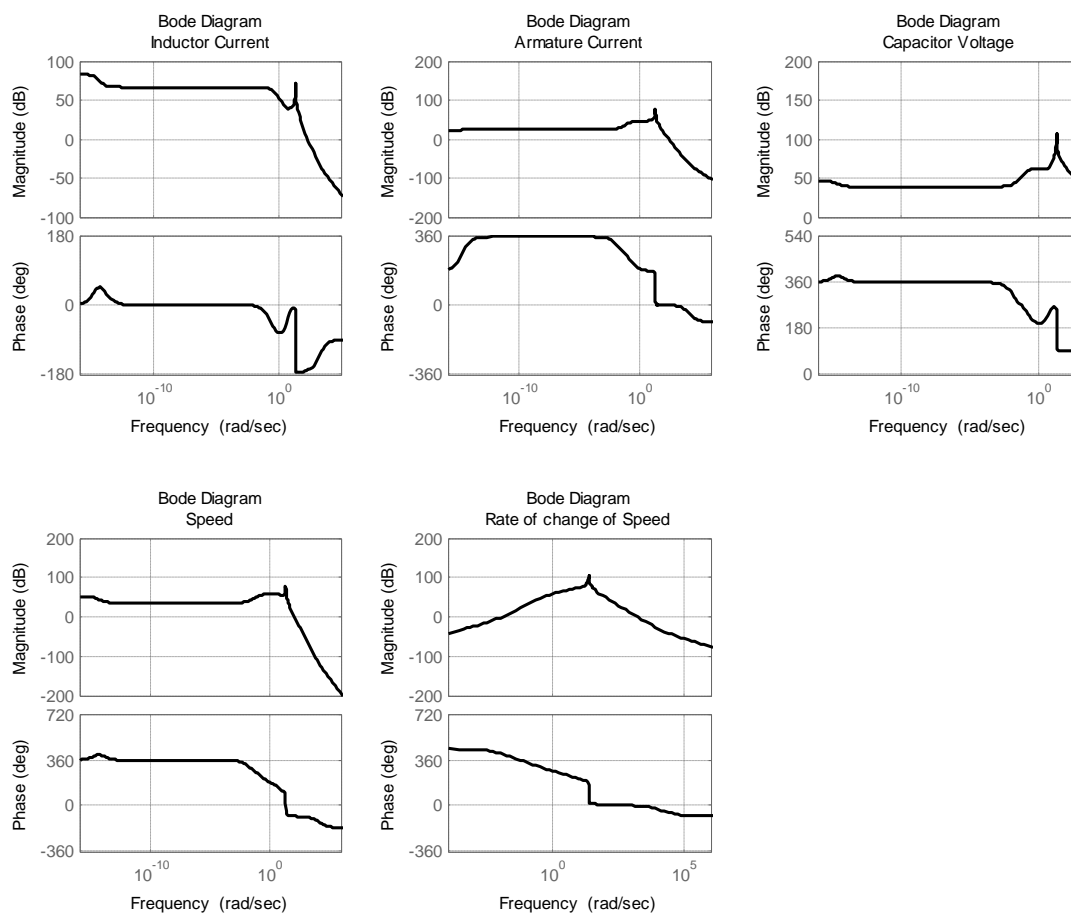 Bode Diagram
Inductor Current
Magnitude (dB)
100
50
0
-50
-100
Phase (deg)
180
0
-180
10^-10
10^0
Frequency (rad/sec)
Bode Diagram
Armature Current
Magnitude (dB)
200
100
0
-100
-200
Phase (deg)
360
0
-360
10^-10
10^0
Frequency (rad/sec)
Bode Diagram
Capacitor Voltage
Magnitude (dB)
200
150
100
50
0
Phase (deg)
540
360
180
0
10^-10
10^0
Frequency (rad/sec)
Bode Diagram
Speed
Magnitude (dB)
200
100
0
-100
-200
Phase (deg)
720
360
0
-360
10^-10
10^0
Frequency (rad/sec)
Bode Diagram
Rate of change of Speed
Magnitude (dB)
200
100
0
-100
-200
Phase (deg)
720
360
0
-360
10^0
10^5
Frequency (rad/sec)